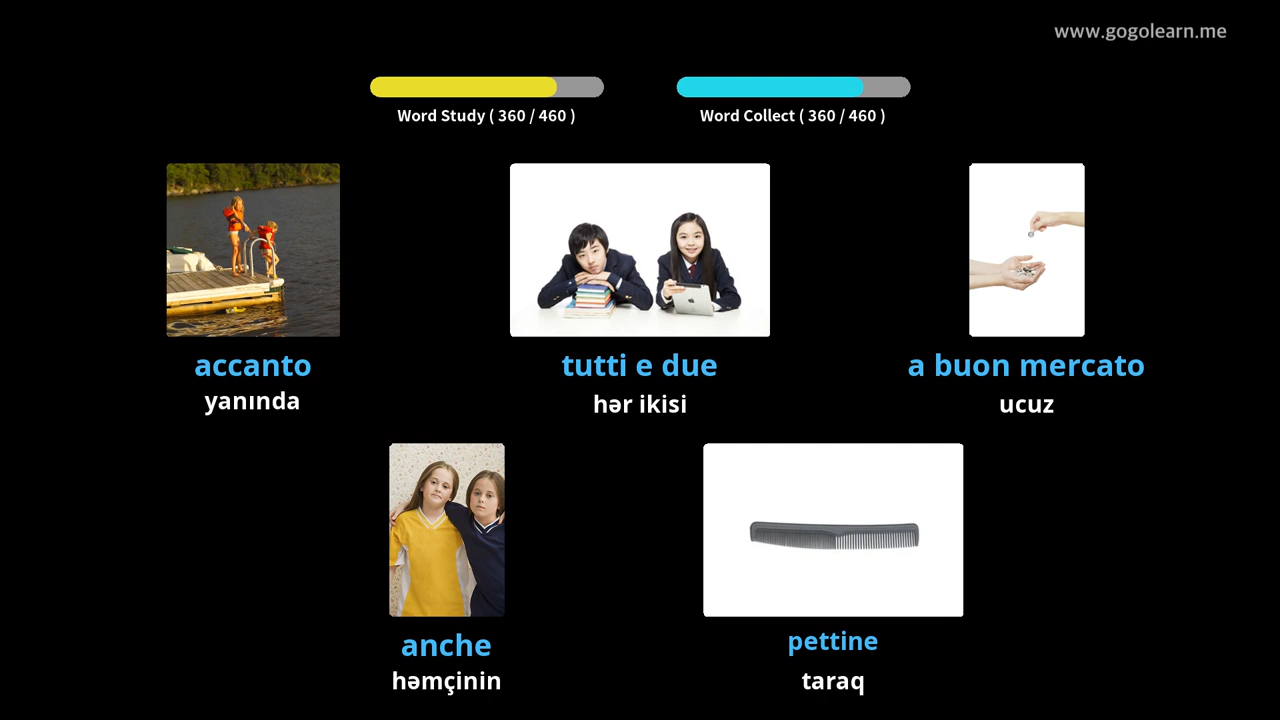 www.gogolearn.me
Word Study ( 360 / 460 )
Word Collect ( 360 / 460 )
accanto
yanında
tutti e due
hər ikisi
a buon mercato
ucuz
anche
həmçinin
pettine
taraq